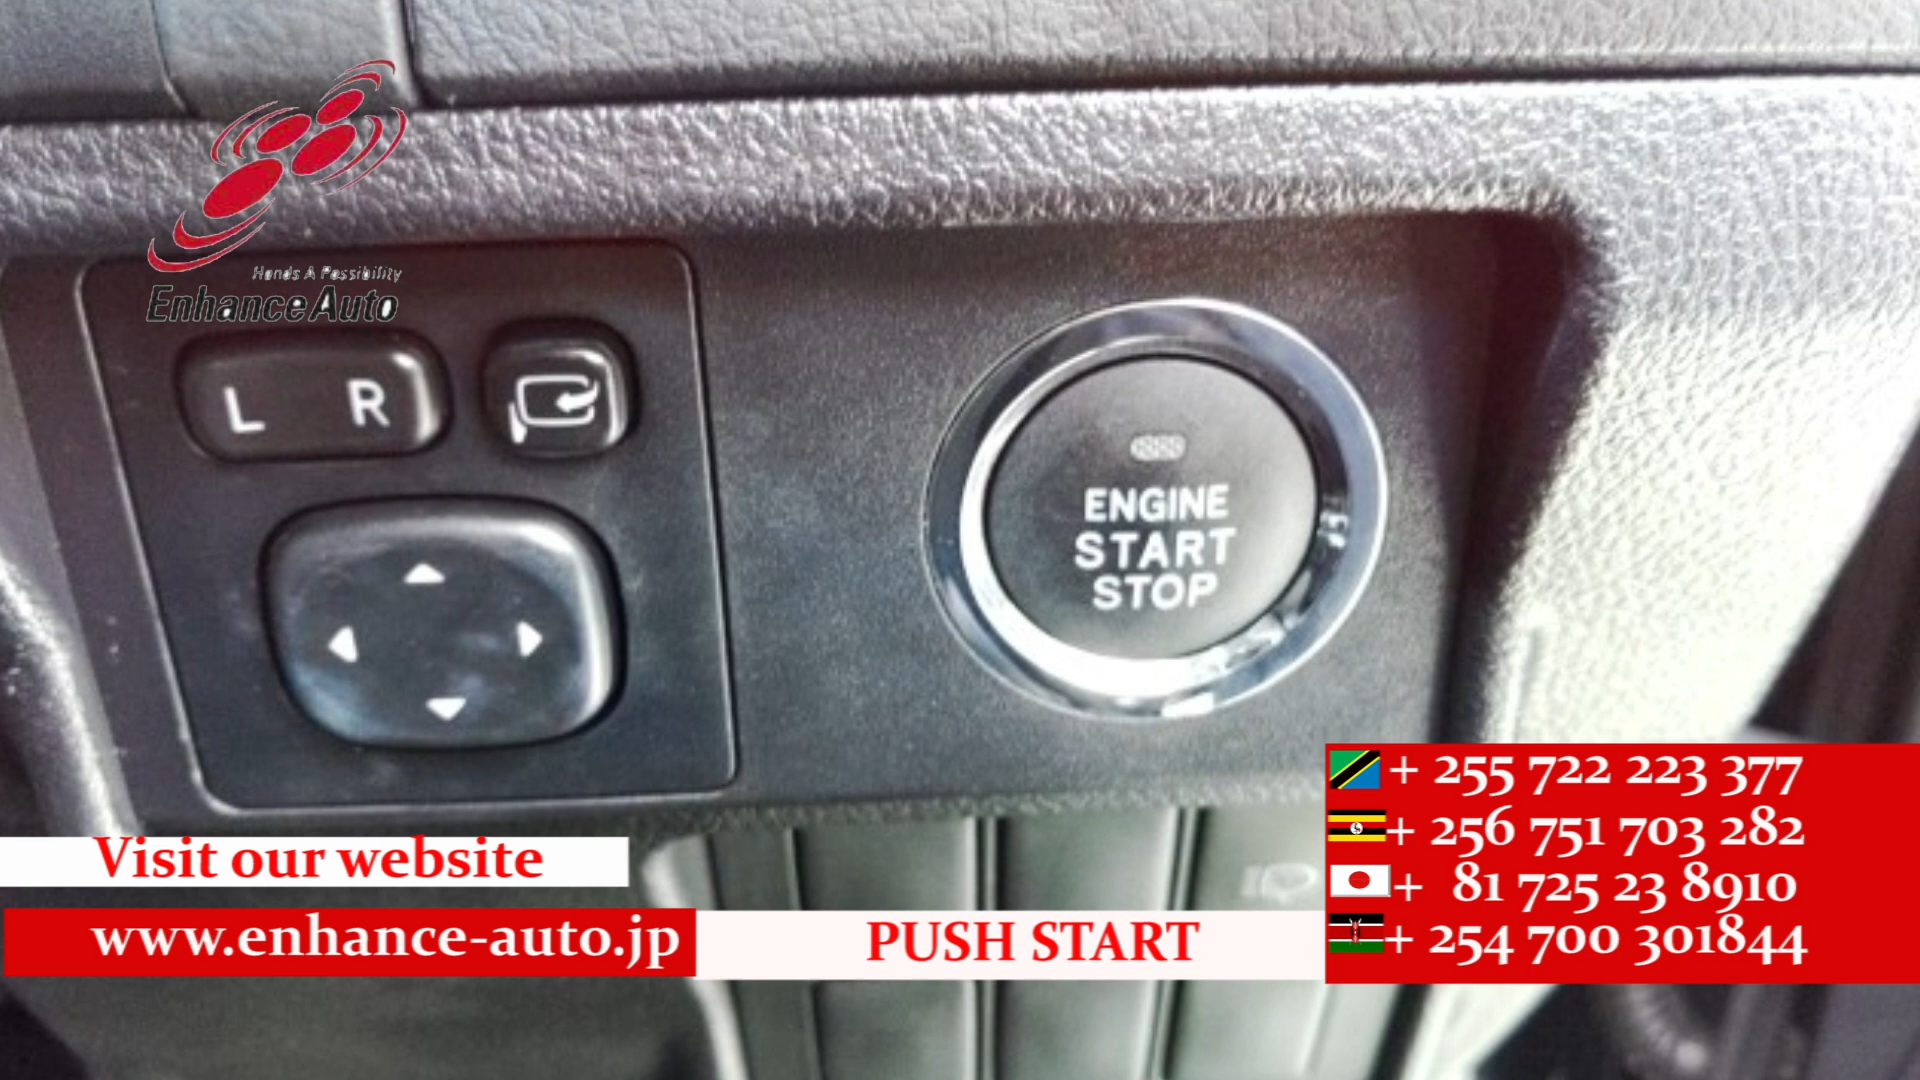 Hands A Possibility
Enhance Auto
L R
ENGINE
START
STOP
Visit our website
www.enhance-auto.jp
PUSH START
+ 255 722 223 377
+ 256 751 703 282
+ 81 725 23 8910
+ 254 700 301844